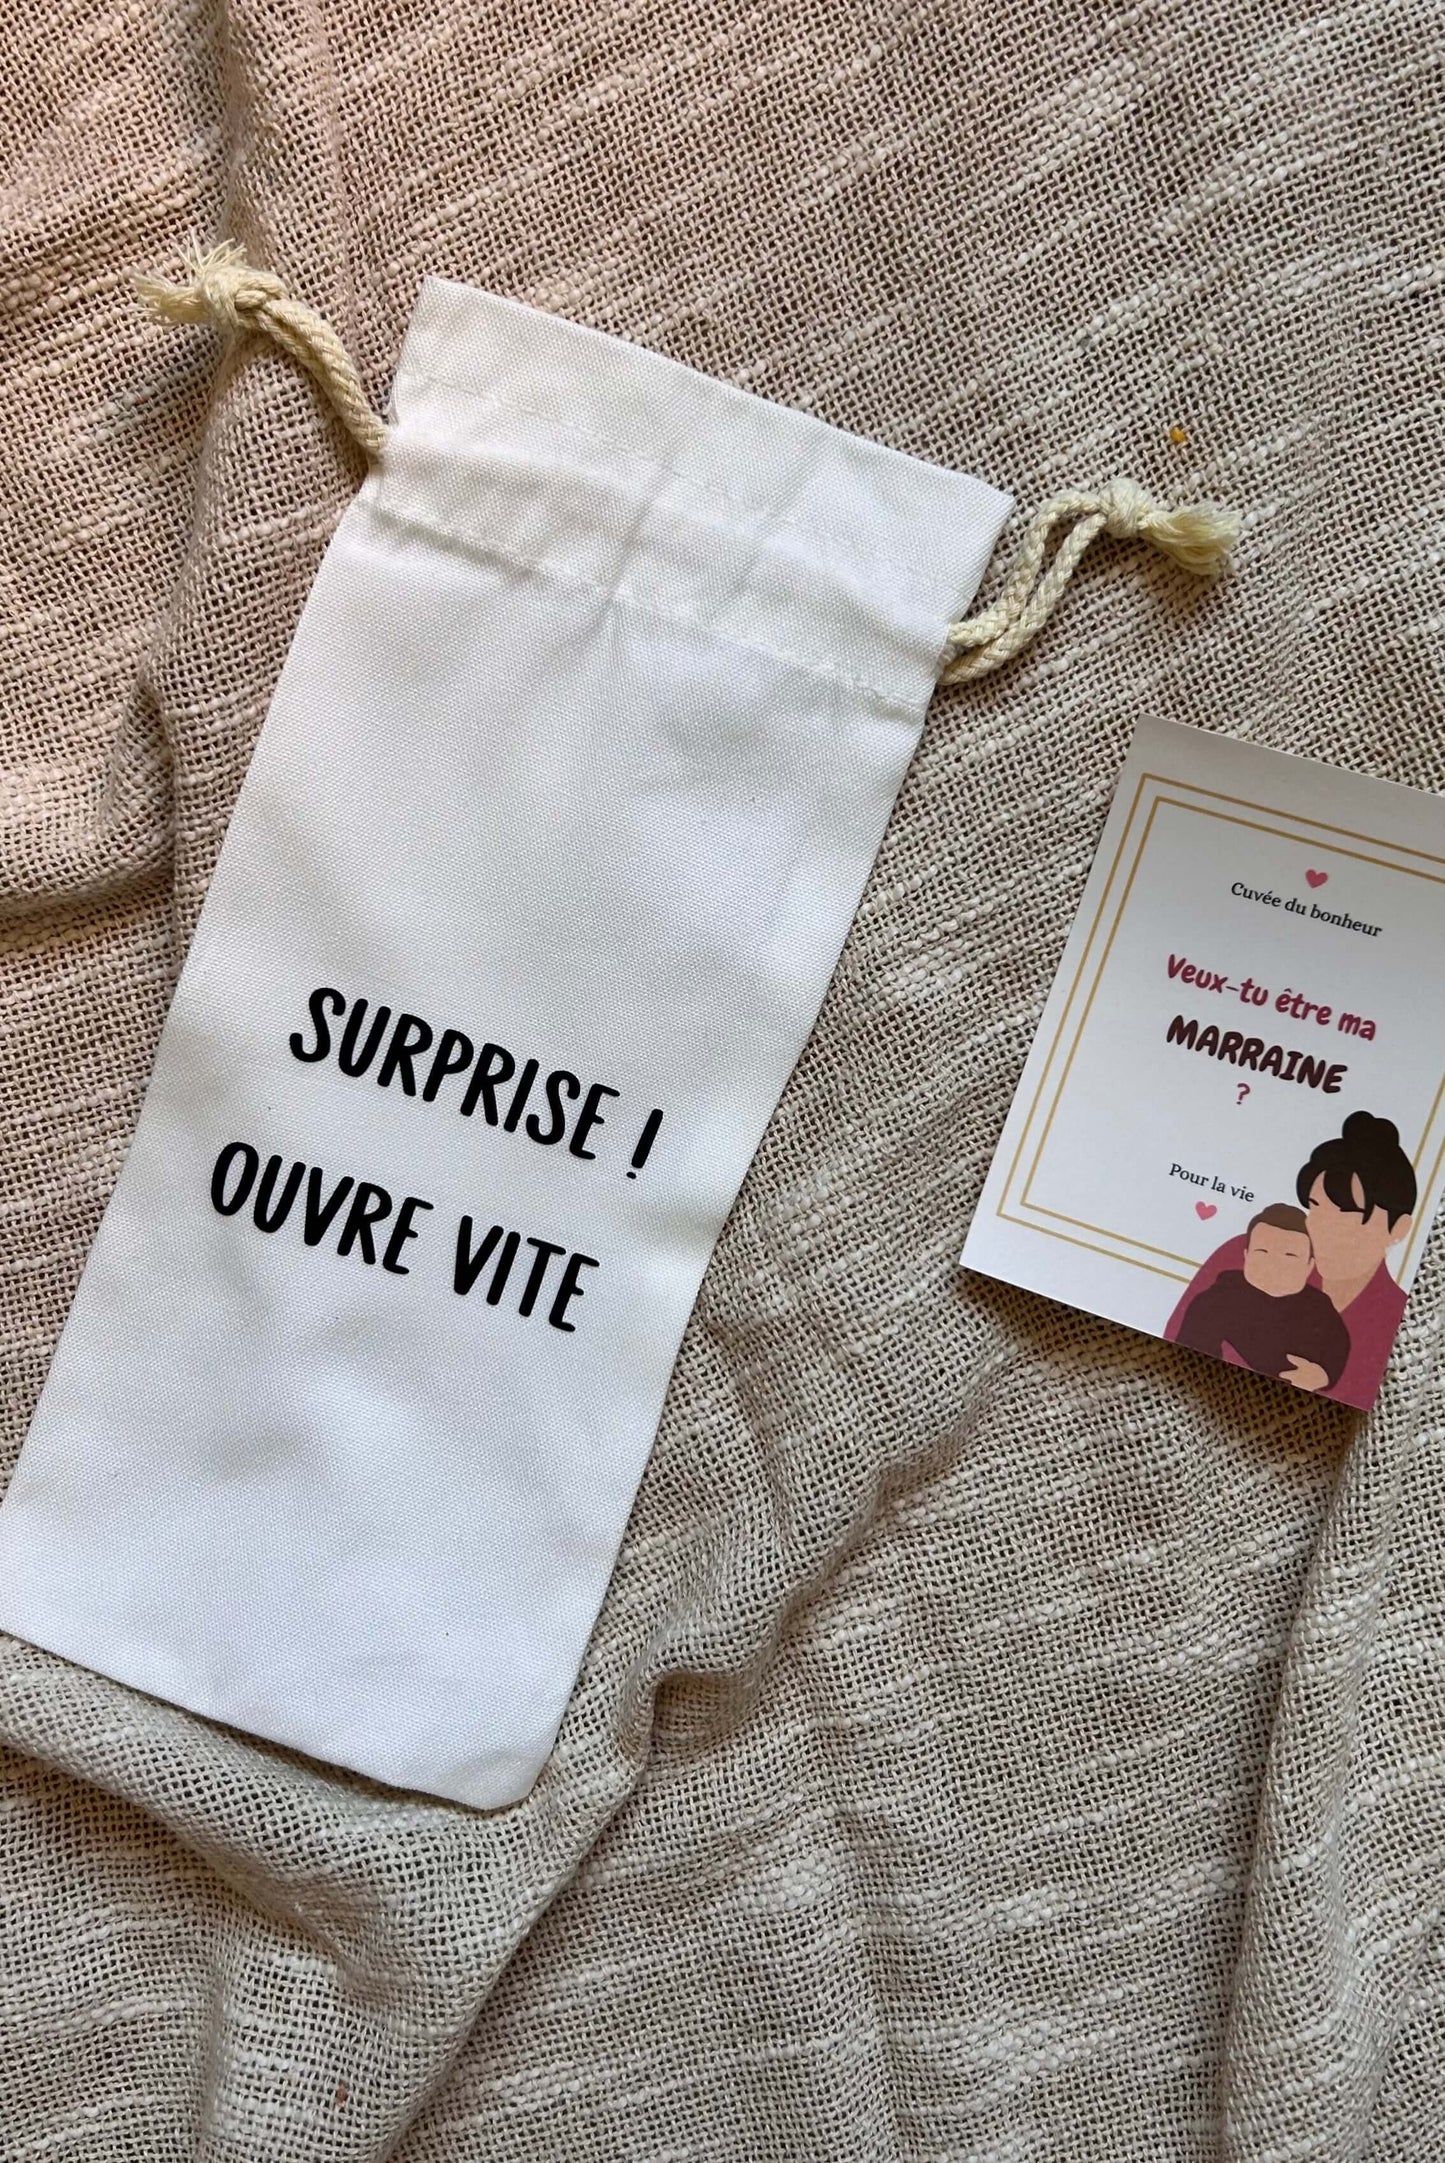 SURPRISE !
OUVRE VITE
Cuvée du bonheur
Veux-tu être ma
MARRAINE
?
Pour la vie